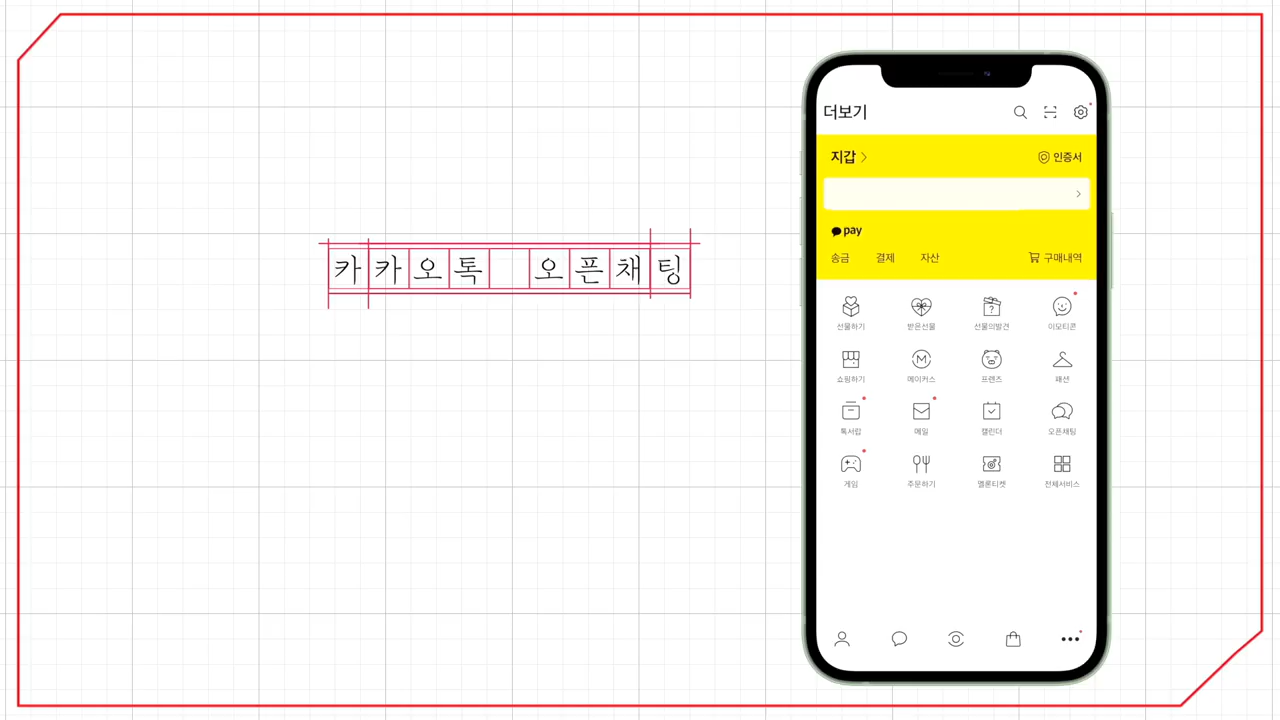 카카오톡 오픈채팅
더보기
지갑 인증서
pay
송금 결제 자산 구매내역
선물하기 받은선물 선물의발견 이모티콘
쇼핑하기 메이커스 프렌즈 패션
톡서랍 메일 캘린더 오픈채팅
게임 주문하기 멜론티켓 전체서비스